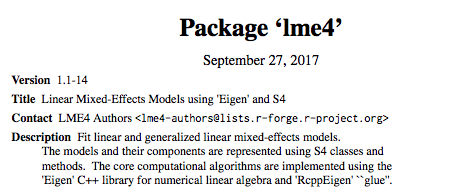 Package ‘lme4’
September 27, 2017
Version 1.1-14
Title Linear Mixed-Effects Models using 'Eigen' and S4
Contact LME4 Authors <lme4-authors@lists.r-forge.r-project.org>
Description Fit linear and generalized linear mixed-effects models.
The models and their components are represented using S4 classes and
methods. The core computational algorithms are implemented using the
'Eigen' C++ library for numerical linear algebra and 'RcppEigen' ``glue''.